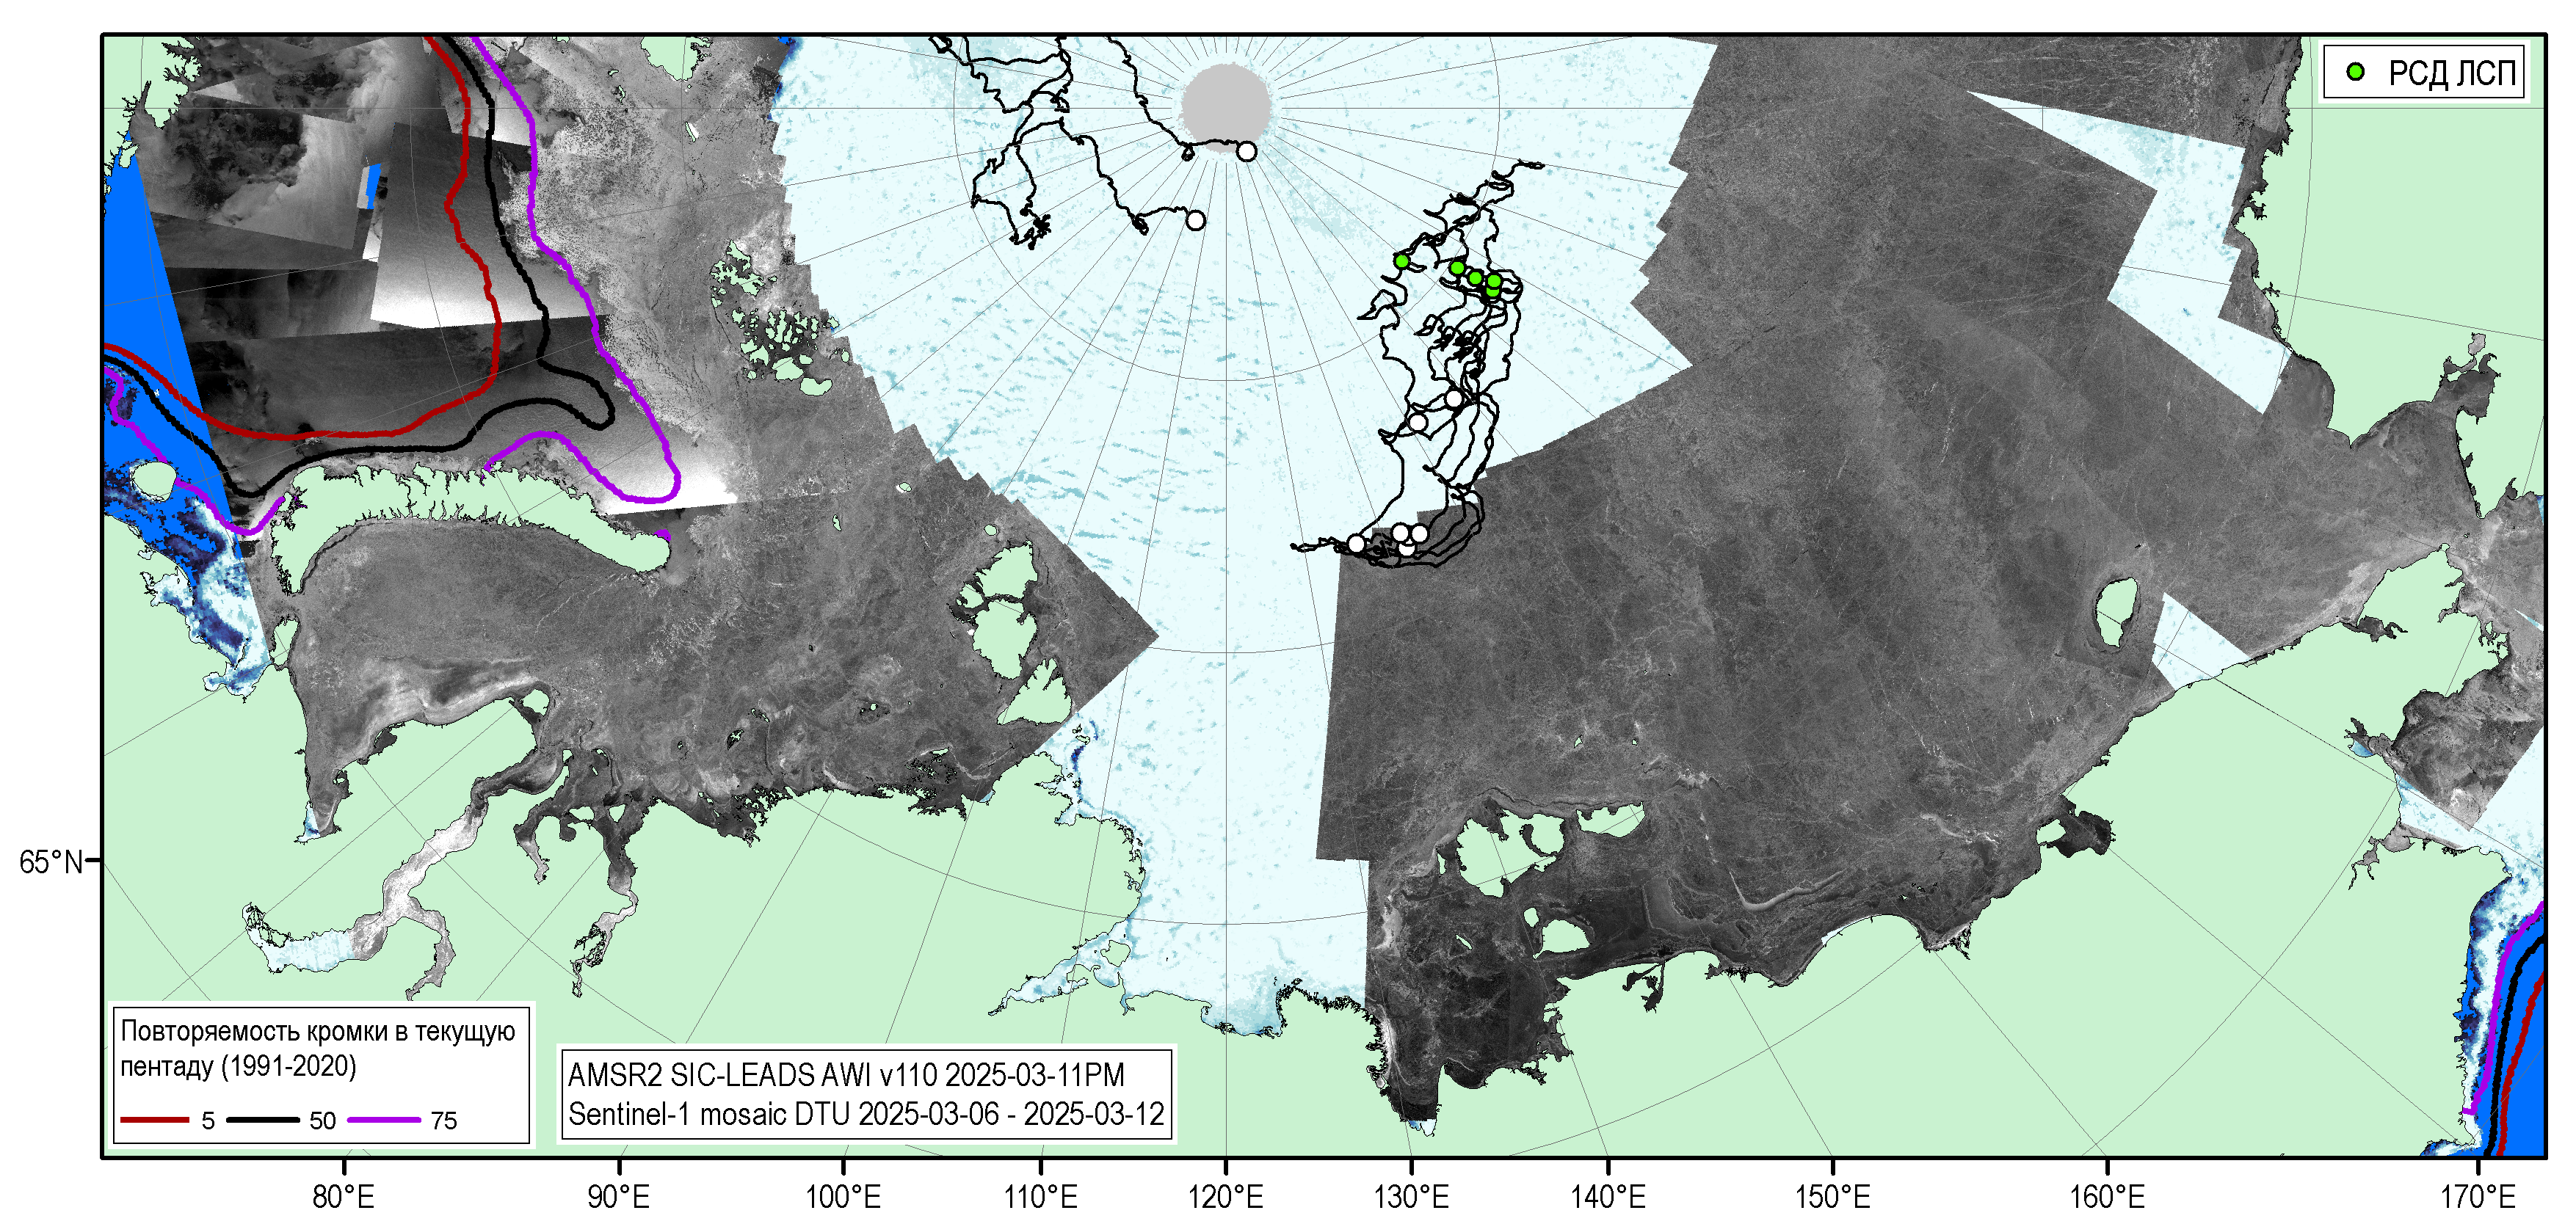 РСД ЛСП
65°N
Повторяемость кромки в текущую
пентаду (1991-2020)
5 50 75
AMSR2 SIC-LEADS AWI v110 2025-03-11PM
Sentinel-1 mosaic DTU 2025-03-06 - 2025-03-12
80°E 90°E 100°E 110°E 120°E 130°E 140°E 150°E 160°E 170°E